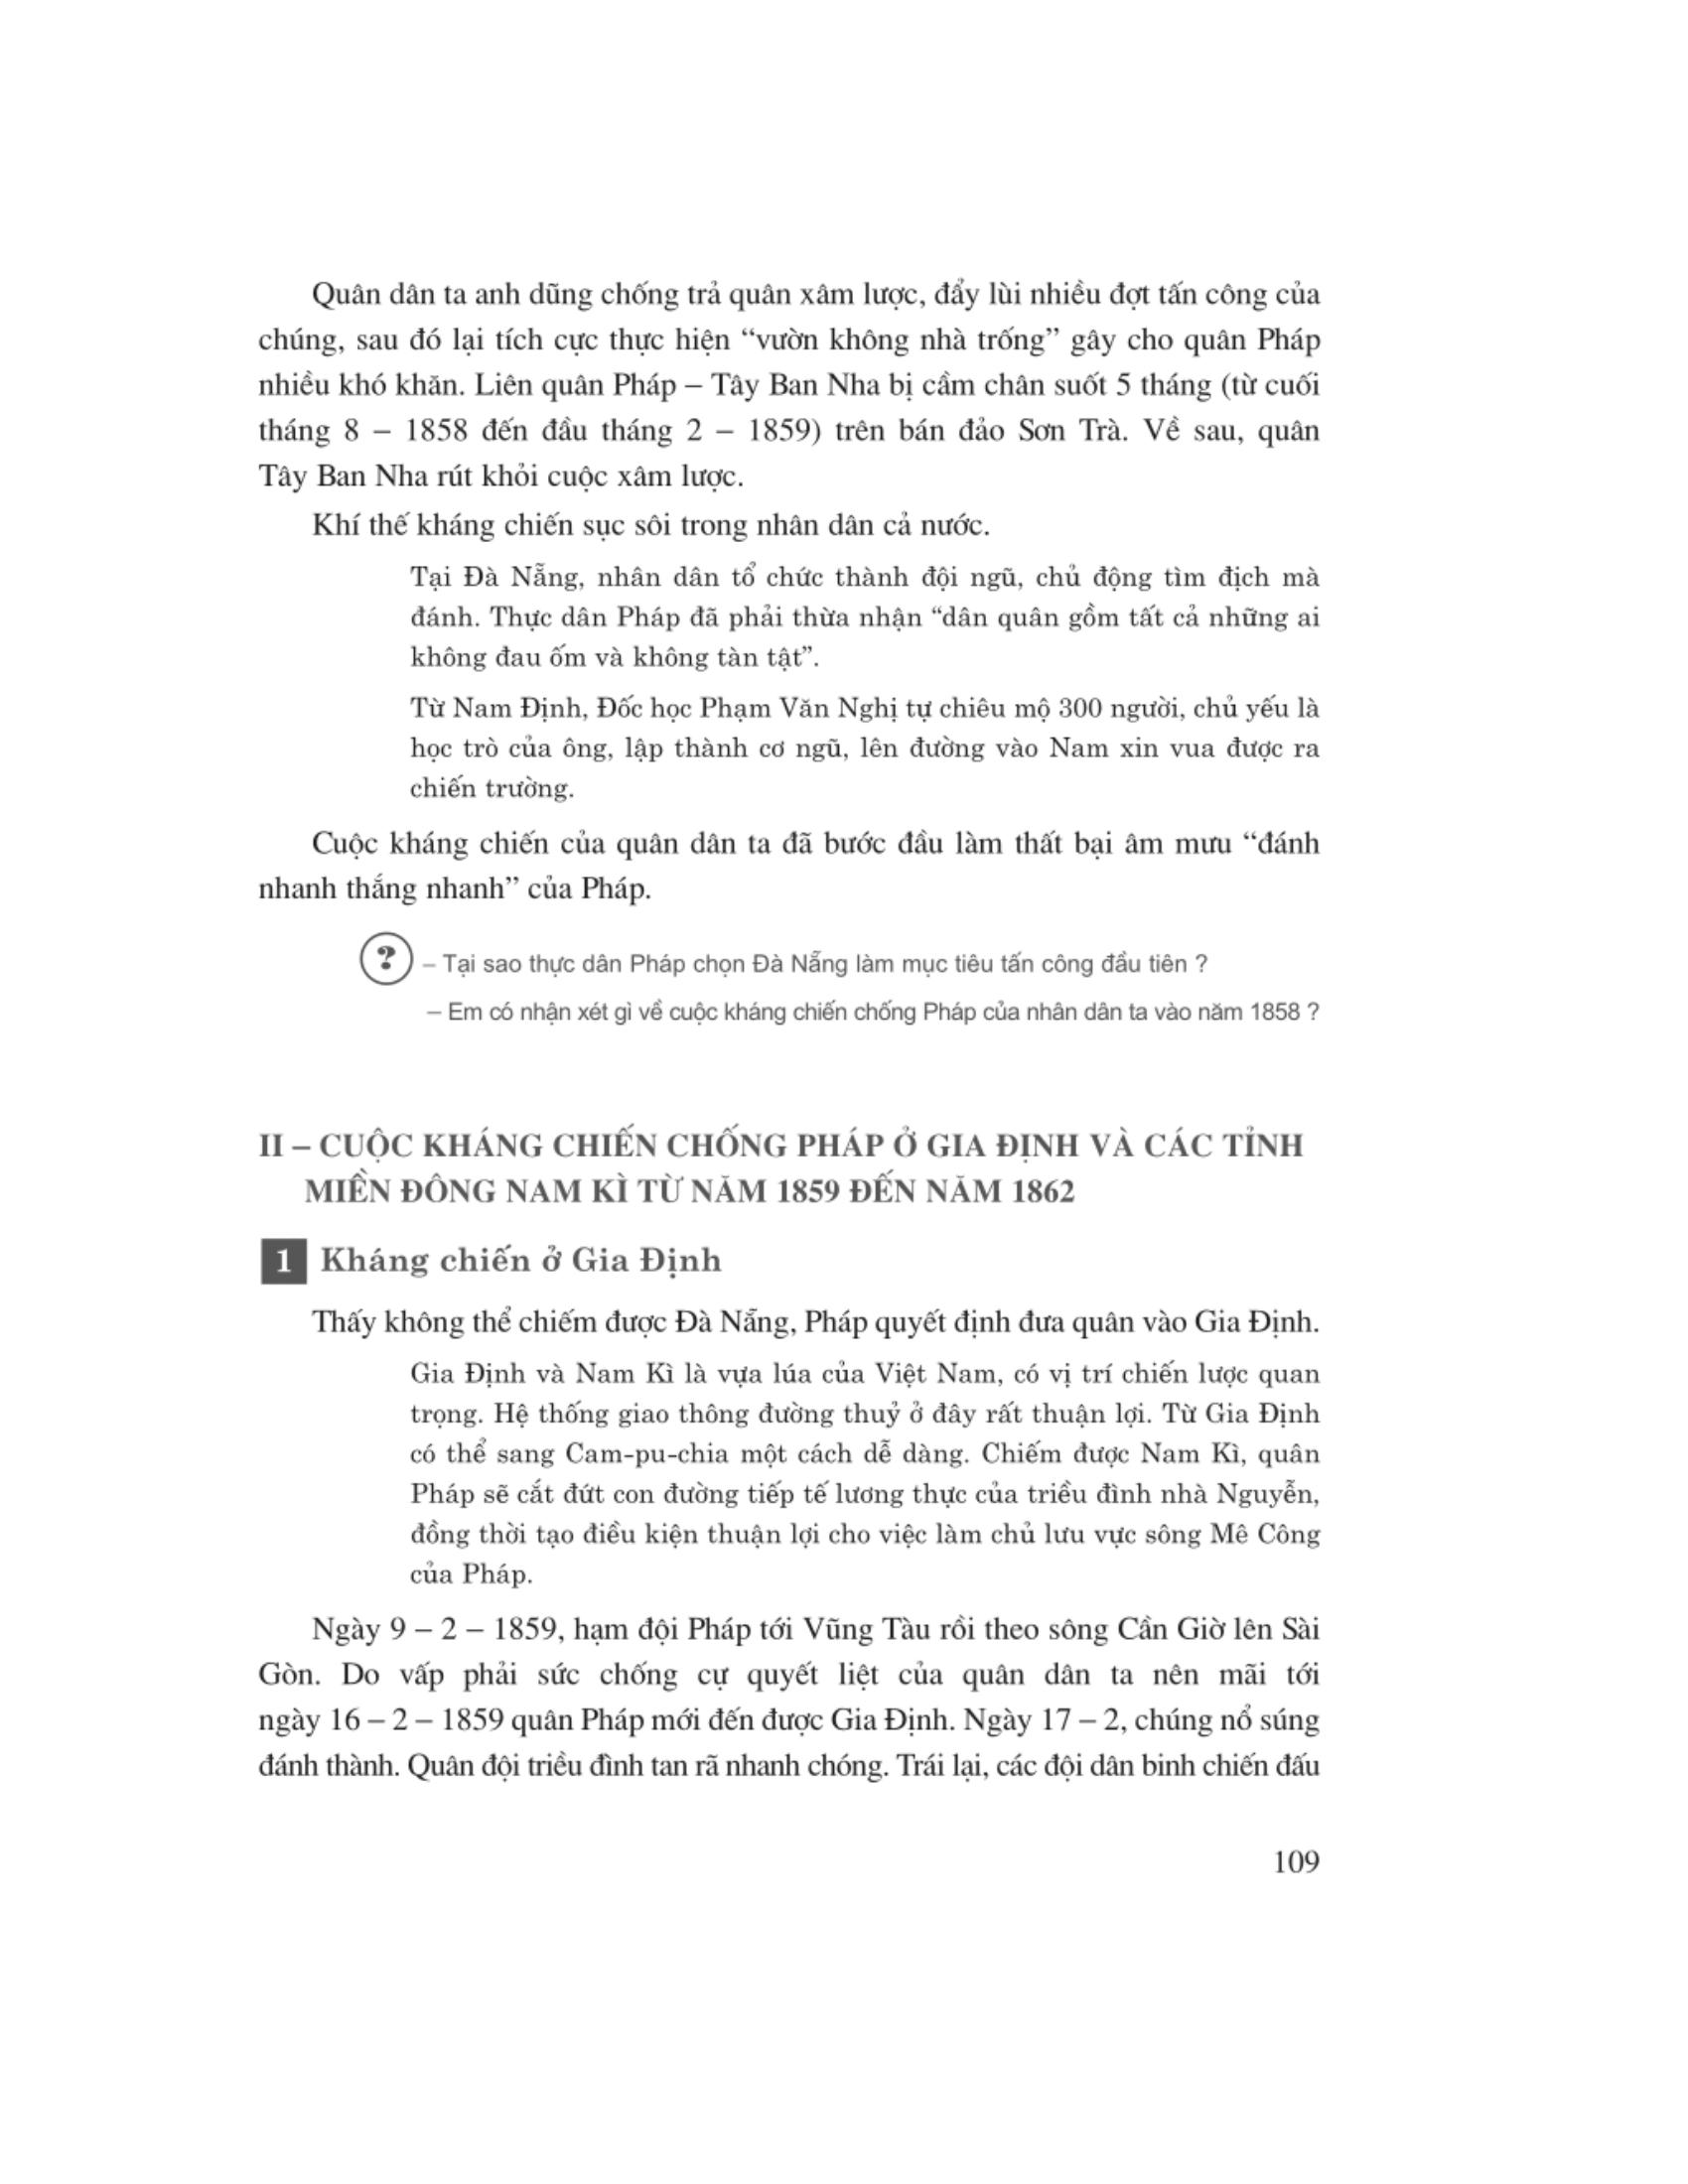 Quân dân ta anh dũng chống trả quân xâm lược, đẩy lùi nhiều đợt tấn công của
chúng, sau đó lại tích cực thực hiện “vườn không nhà trống” gây cho quân Pháp
nhiều khó khăn. Liên quân Pháp – Tây Ban Nha bị cầm chân suốt 5 tháng (từ cuối
tháng 8 – 1858 đến đầu tháng 2 – 1859) trên bán đảo Sơn Trà. Về sau, quân
Tây Ban Nha rút khỏi cuộc xâm lược.
Khí thế kháng chiến sục sôi trong nhân dân cả nước.
Tại Đà Nẵng, nhân dân tổ chức thành đội ngũ, chủ động tìm địch mà
đánh. Thực dân Pháp đã phải thừa nhận “dân quân gồm tất cả những ai
không đau ốm và không tàn tật”.
Từ Nam Định, Đốc học Phạm Văn Nghị tự chiêu mộ 300 người, chủ yếu là
học trò của ông, lập thành cơ ngũ, lên đường vào Nam xin vua được ra
chiến trường.
Cuộc kháng chiến của quân dân ta đã bước đầu làm thất bại âm mưu “đánh
nhanh thắng nhanh” của Pháp.
? – Tại sao thực dân Pháp chọn Đà Nẵng làm mục tiêu tấn công đầu tiên ?
– Em có nhận xét gì về cuộc kháng chiến chống Pháp của nhân dân ta vào năm 1858 ?
II – CUỘC KHÁNG CHIẾN CHỐNG PHÁP Ở GIA ĐỊNH VÀ CÁC TỈNH
MIỀN ĐÔNG NAM KÌ TỪ NĂM 1859 ĐẾN NĂM 1862
1 Kháng chiến ở Gia Định
Thấy không thể chiếm được Đà Nẵng, Pháp quyết định đưa quân vào Gia Định.
Gia Định và Nam Kì là vựa lúa của Việt Nam, có vị trí chiến lược quan
trọng. Hệ thống giao thông đường thuỷ ở đây rất thuận lợi. Từ Gia Định
có thể sang Cam-pu-chia một cách dễ dàng. Chiếm được Nam Kì, quân
Pháp sẽ cắt đứt con đường tiếp tế lương thực của triều đình nhà Nguyễn,
đồng thời tạo điều kiện thuận lợi cho việc làm chủ lưu vực sông Mê Công
của Pháp.
Ngày 9 – 2 – 1859, hạm đội Pháp tới Vũng Tàu rồi theo sông Cần Giờ lên Sài
Gòn. Do vấp phải sức chống cự quyết liệt của quân dân ta nên mãi tới
ngày 16 – 2 – 1859 quân Pháp mới đến được Gia Định. Ngày 17 – 2, chúng nổ súng
đánh thành. Quân đội triều đình tan rã nhanh chóng. Trái lại, các đội dân binh chiến đấu
109